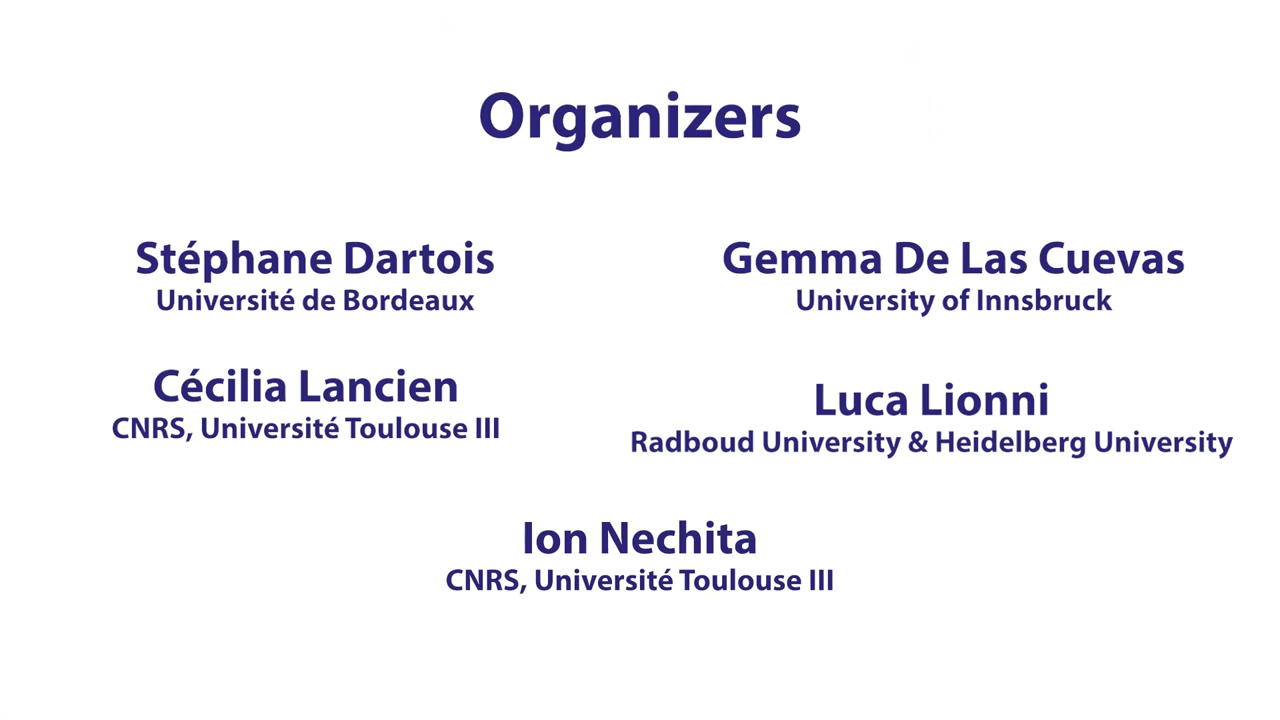 Organizers
Stéphane Dartois
Université de Bordeaux
Gemma De Las Cuevas
University of Innsbruck
Cécilia Lancien
CNRS, Université Toulouse III
Luca Lionni
Radboud University & Heidelberg University
Ion Nechita
CNRS, Université Toulouse III